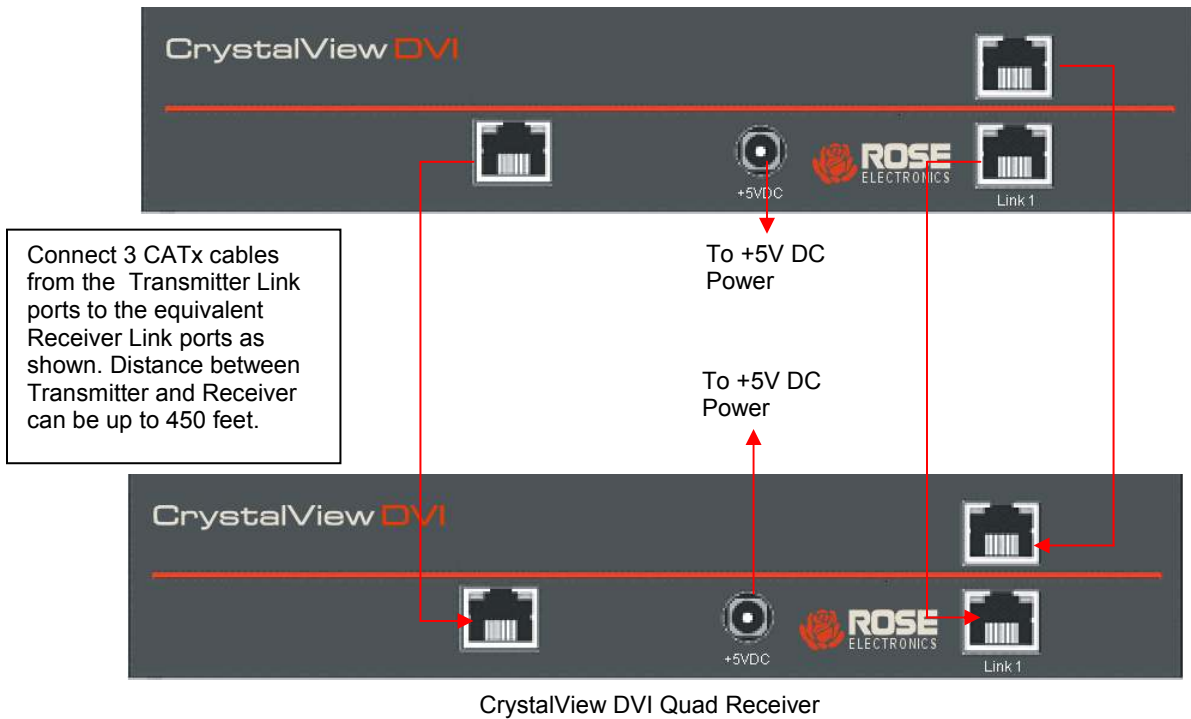 CrystalView DVI
+5VDC
ROSE
ELECTRONICS
Link 1
Connect 3 CATx cables
from the Transmitter Link
ports to the equivalent
Receiver Link ports as
shown. Distance between
Transmitter and Receiver
can be up to 450 feet.
To +5V DC
Power
To +5V DC
Power
CrystalView DVI
+5VDC
ROSE
ELECTRONICS
Link 1
CrystalView DVI Quad Receiver